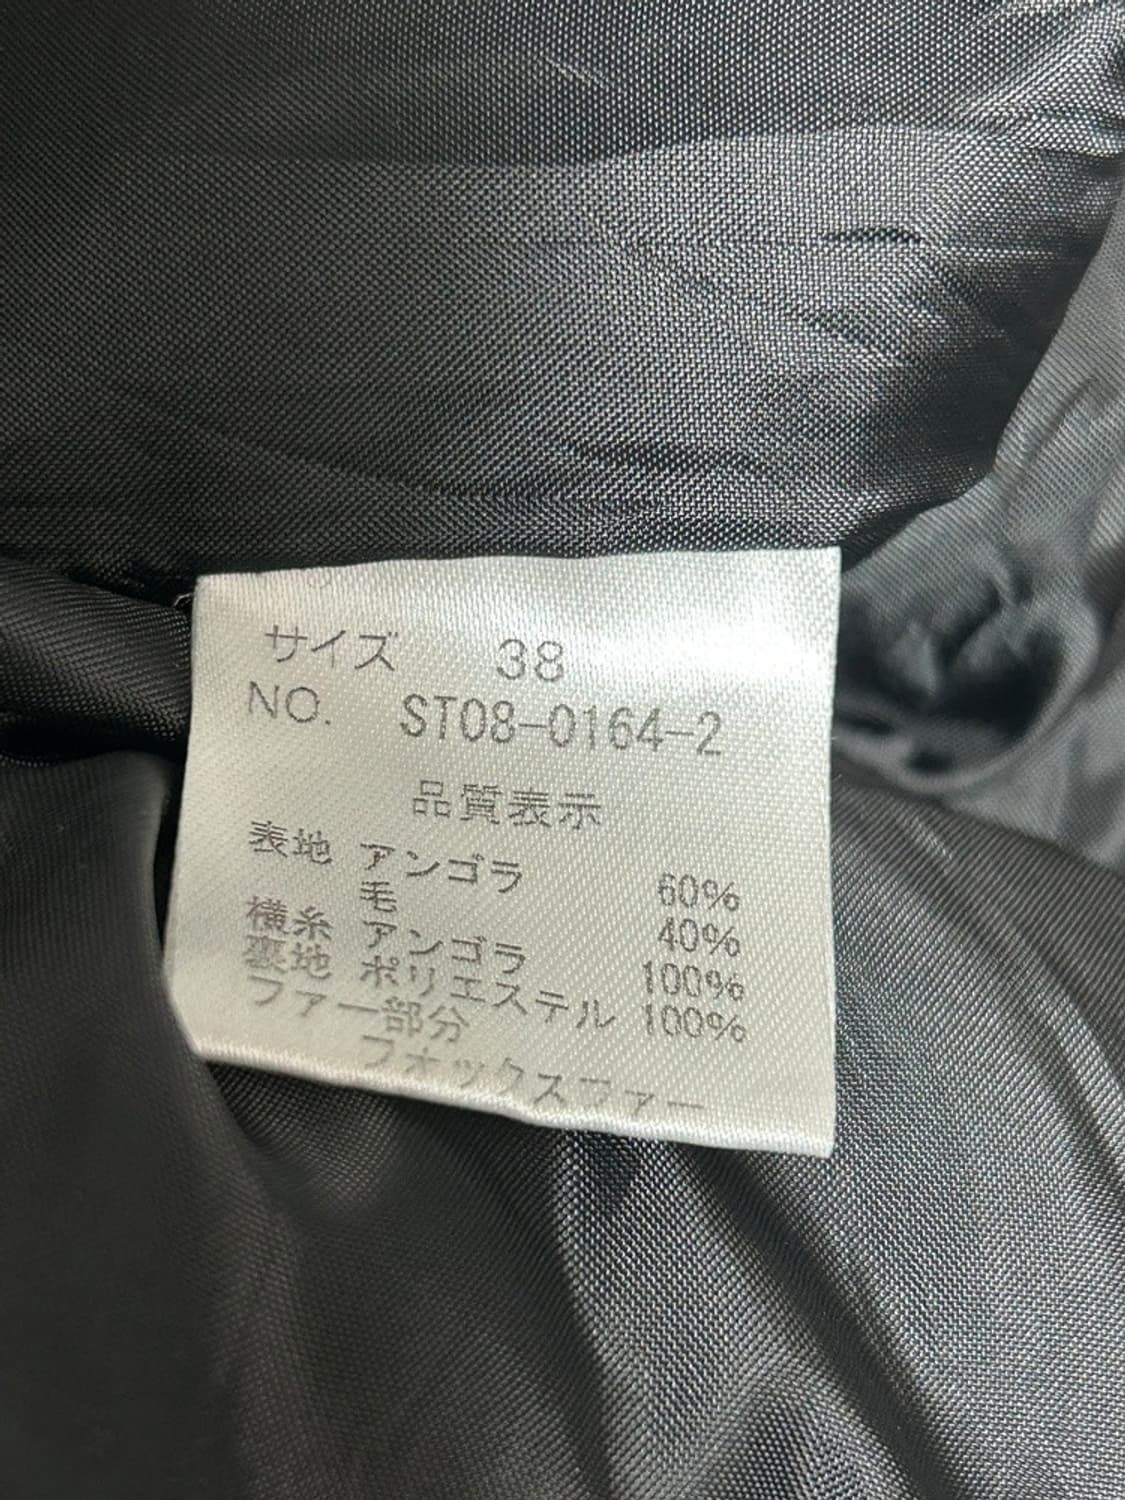 サイズ 38
NO. ST08-0164-2
品質表示
表地 アンゴラ 60%
毛 40%
横糸 アンゴラ 100%
裏地 ポリエステル 100%
ファー部分
フォックスファー